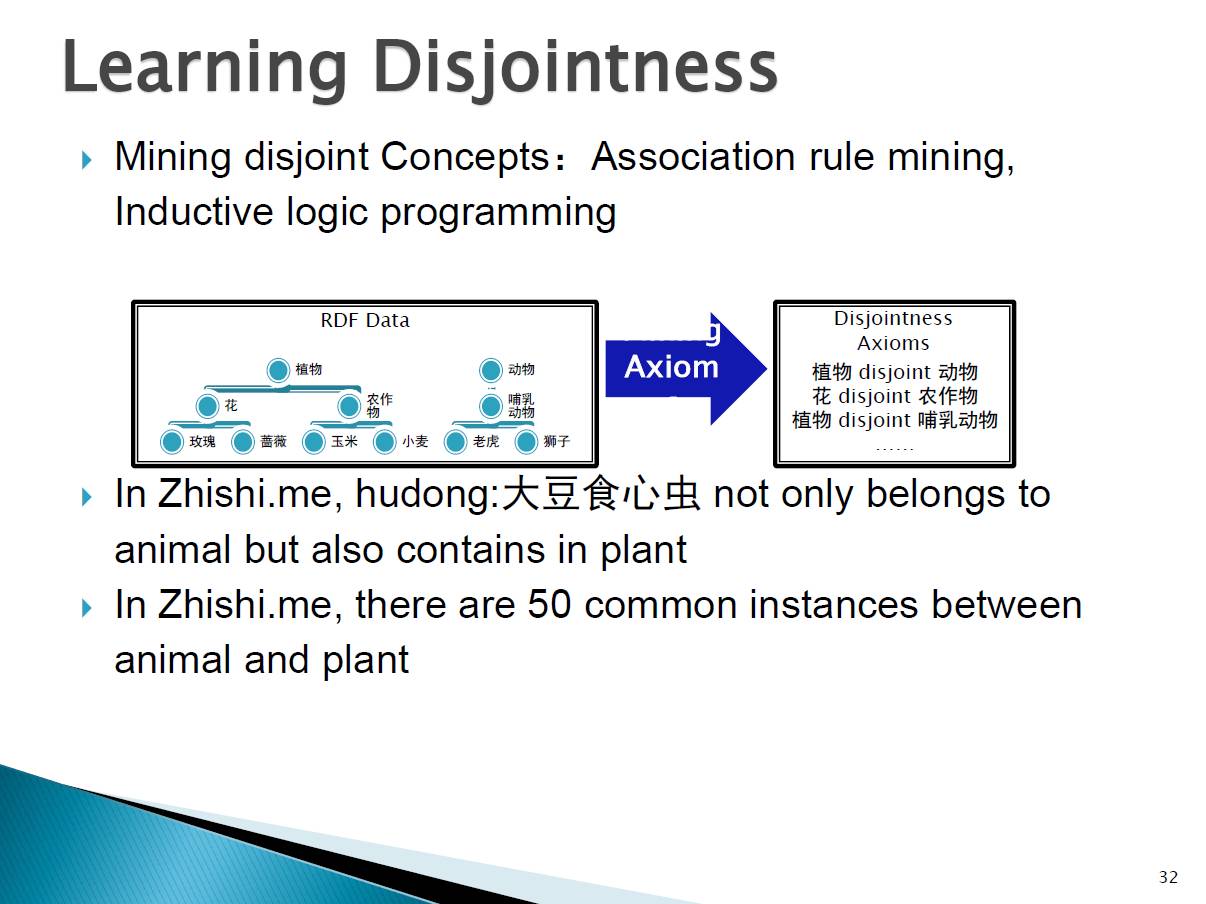 Learning Disjointness
Mining disjoint Concepts：Association rule mining,
Inductive logic programming
RDF Data
植物
动物
花
农作
物
哺乳
动物
玫瑰
蔷薇
玉米
小麦
老虎
狮子
Axiom
Disjointness
Axioms
植物 disjoint 动物
花 disjoint 农作物
植物 disjoint 哺乳动物
……
In Zhishi.me, hudong:大豆食心虫 not only belongs to
animal but also contains in plant
In Zhishi.me, there are 50 common instances between
animal and plant
32